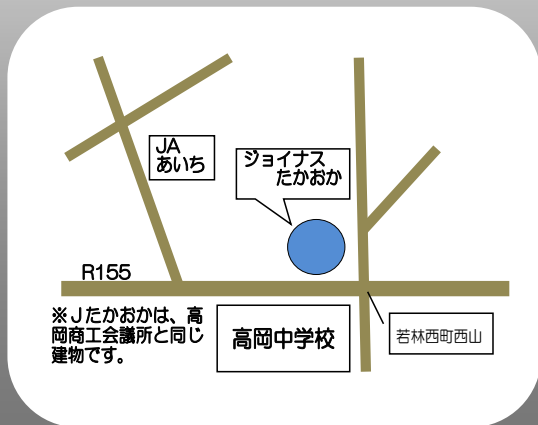 JA
あいち
ジョイナス
たかおか
R155
※Ｊたかおかは、高
岡商工会議所と同じ
建物です。
高岡中学校
若林西町西山